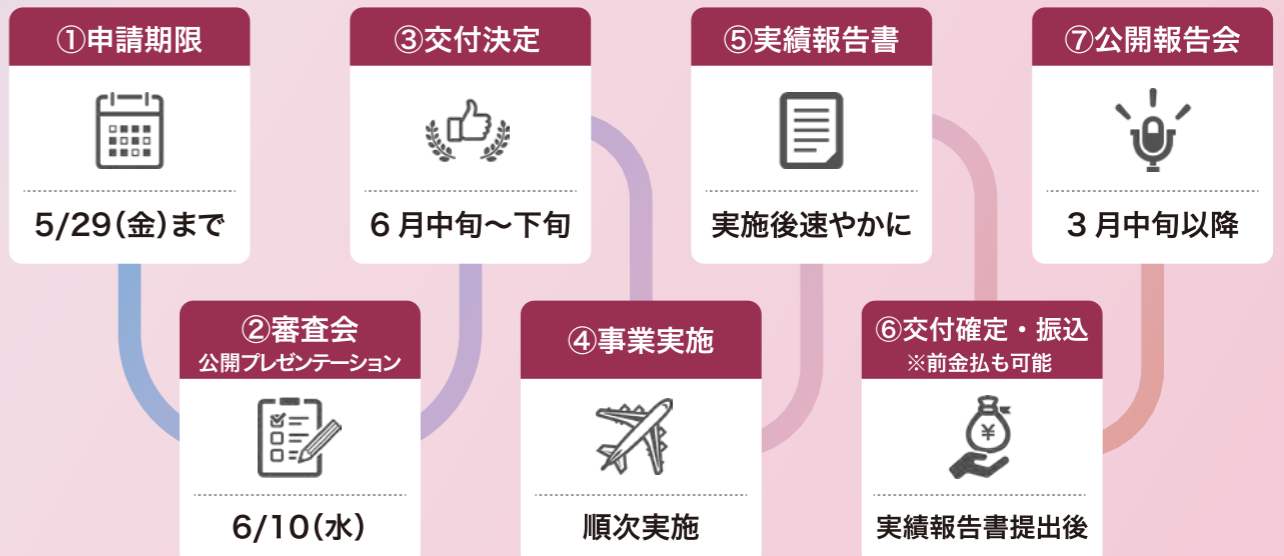 ①申請期限
5/29(金)まで
②審査会
公開プレゼンテーション
6/10(水)
③交付決定
6月中旬～下旬
④事業実施
順次実施
⑤実績報告書
実施後速やかに
⑥交付確定・振込
※前金払も可能
¥
実績報告書提出後
⑦公開報告会
3月中旬以降